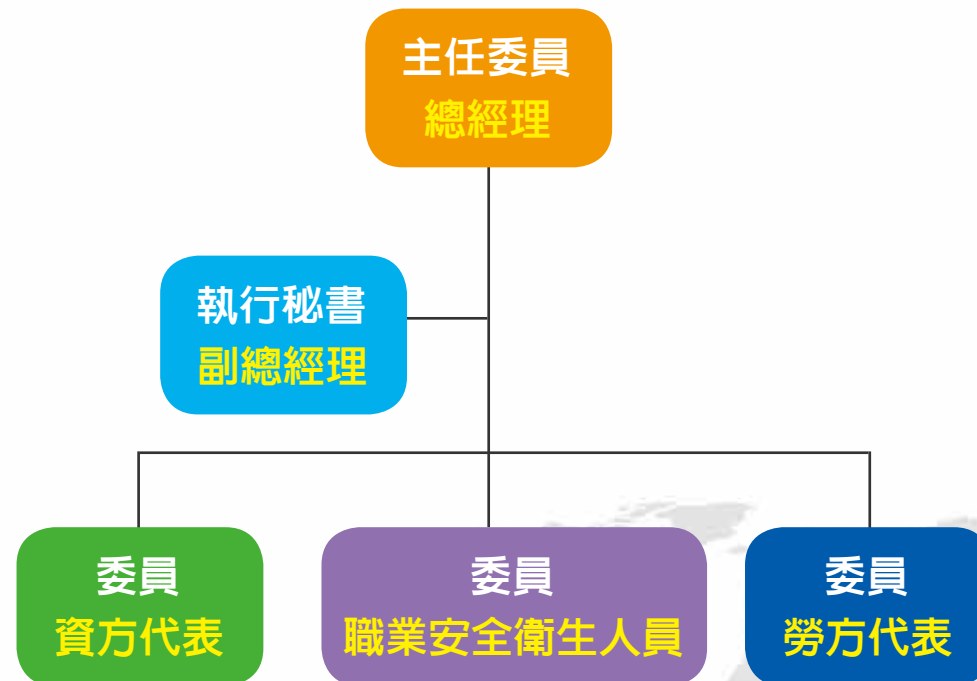 主任委員
總經理
執行秘書
副總經理
委員
資方代表
委員
職業安全衛生人員
委員
勞方代表